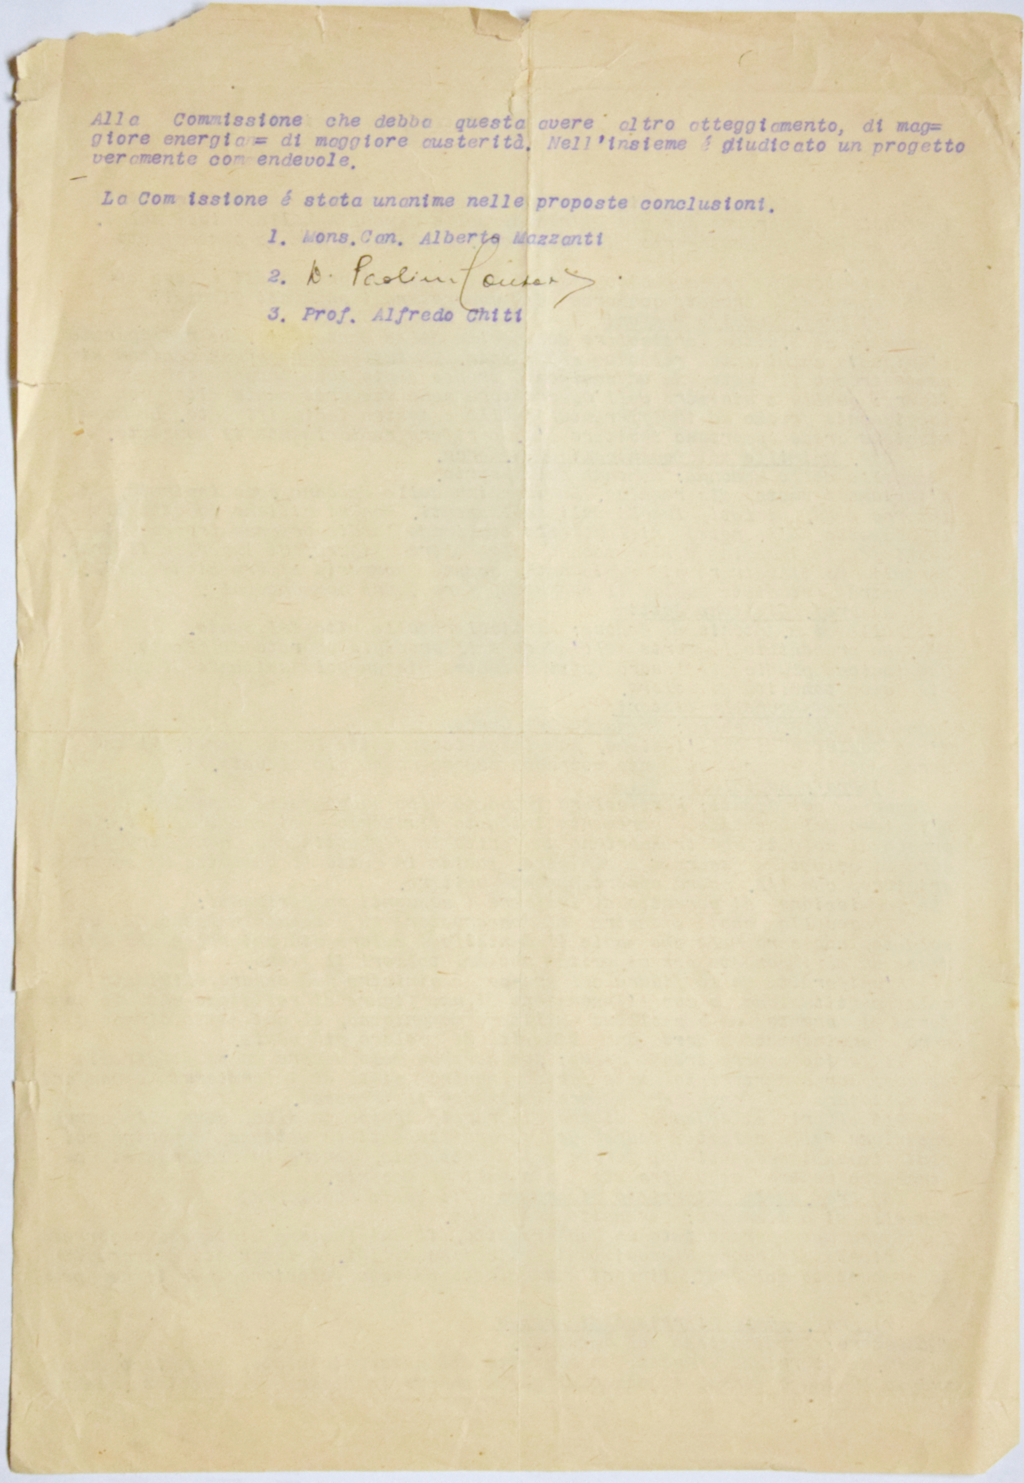 Alla Commissione che debba questa avere altro atteggiamento, di mag=
giore energia= di maggiore austerità. Nell'insieme é giudicato un progetto
veramente commendevole.
La Commissione é stata unanime nelle proposte conclusioni.
1. Mons.Can. Alberto Mazzanti
2. D.
3. Prof. Alfredo Chiti